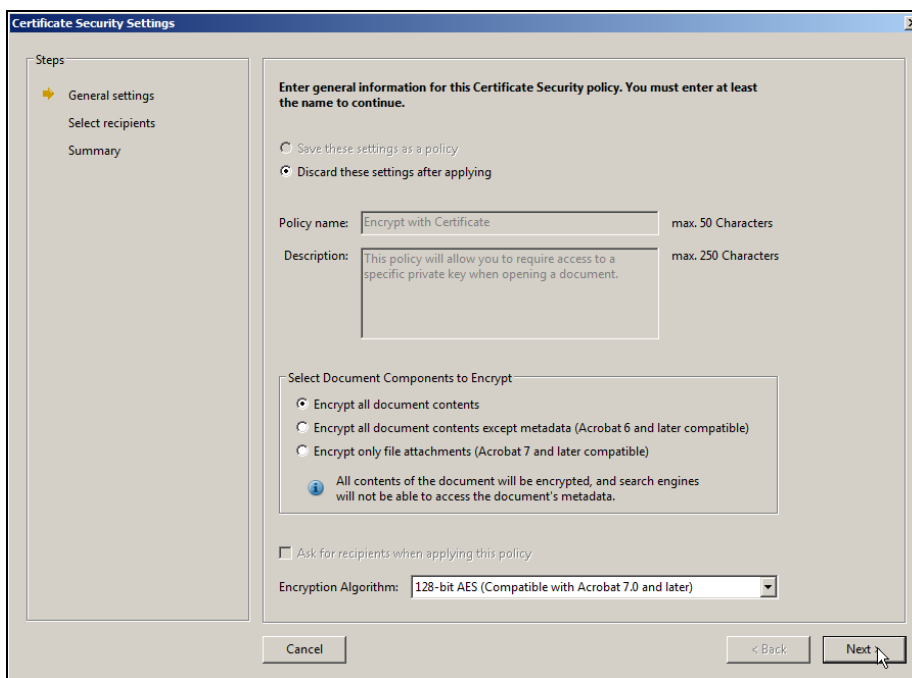 Certificate Security Settings
Steps
General settings
Select recipients
Summary
Enter general information for this Certificate Security policy. You must enter at least
the name to continue.
Save these settings as a policy
Discard these settings after applying
Policy name: Encrypt with Certificate max. 50 Characters
Description: This policy will allow you to require access to a max. 250 Characters
specific private key when opening a document.
Select Document Components to Encrypt
Encrypt all document contents
Encrypt all document contents except metadata (Acrobat 6 and later compatible)
Encrypt only file attachments (Acrobat 7 and later compatible)
All contents of the document will be encrypted, and search engines
will not be able to access the document's metadata.
Ask for recipients when applying this policy
Encryption Algorithm: 128-bit AES (Compatible with Acrobat 7.0 and later)
Cancel < Back Next >